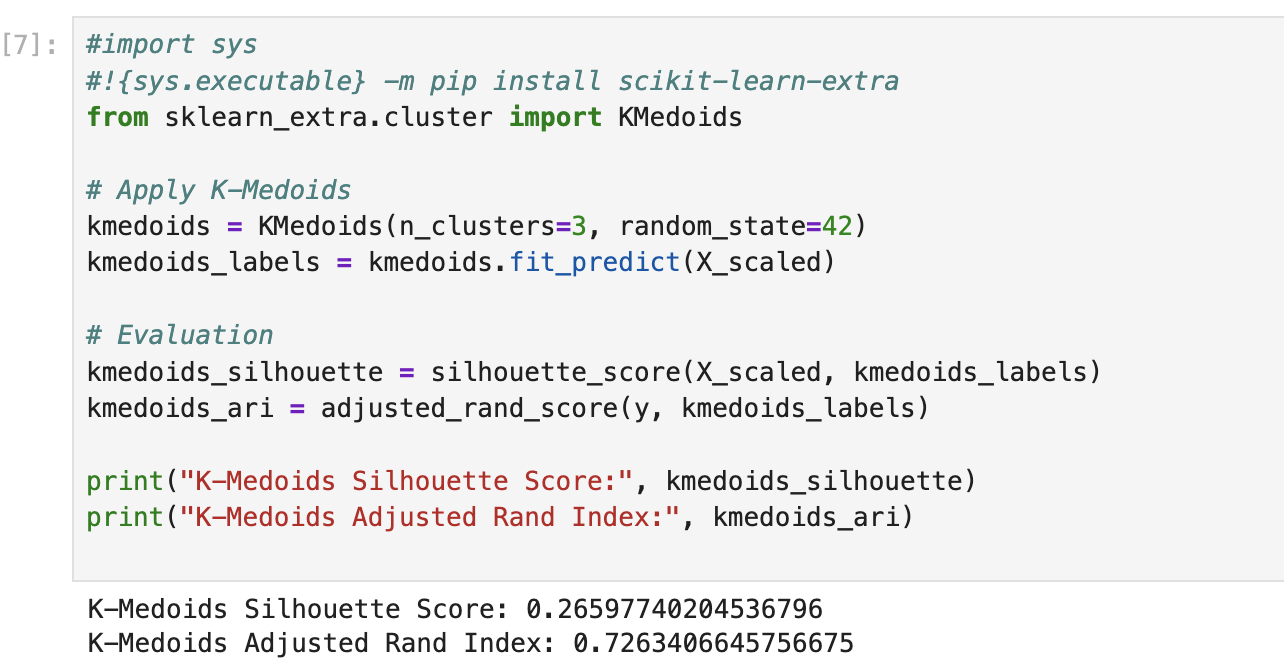 [7]:
#import sys
#!{sys.executable} -m pip install scikit-learn-extra
from sklearn_extra.cluster import KMedoids
# Apply K-Medoids
kmedoids = KMedoids(n_clusters=3, random_state=42)
kmedoids_labels = kmedoids.fit_predict(X_scaled)
# Evaluation
kmedoids_silhouette = silhouette_score(X_scaled, kmedoids_labels)
kmedoids_ari = adjusted_rand_score(y, kmedoids_labels)
print("K-Medoids Silhouette Score:", kmedoids_silhouette)
print("K-Medoids Adjusted Rand Index:", kmedoids_ari)
K-Medoids Silhouette Score: 0.26597740204536796
K-Medoids Adjusted Rand Index: 0.7263406645756675